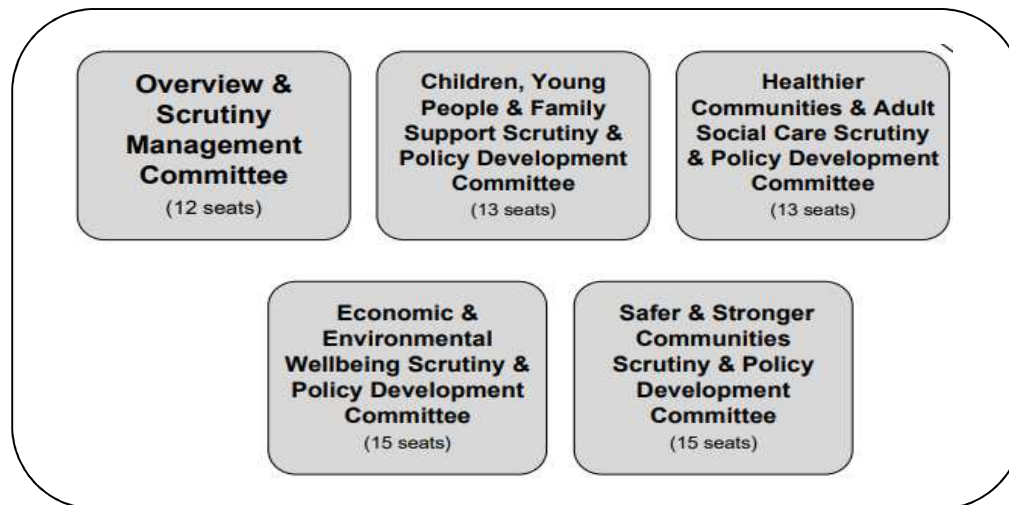 Overview &
Scrutiny
Management
Committee
(12 seats)
Children, Young
People & Family
Support Scrutiny &
Policy Development
Committee
(13 seats)
Healthier
Communities & Adult
Social Care Scrutiny
& Policy Development
Committee
(13 seats)
Economic &
Environmental
Wellbeing Scrutiny &
Policy Development
Committee
(15 seats)
Safer & Stronger
Communities
Scrutiny & Policy
Development
Committee
(15 seats)